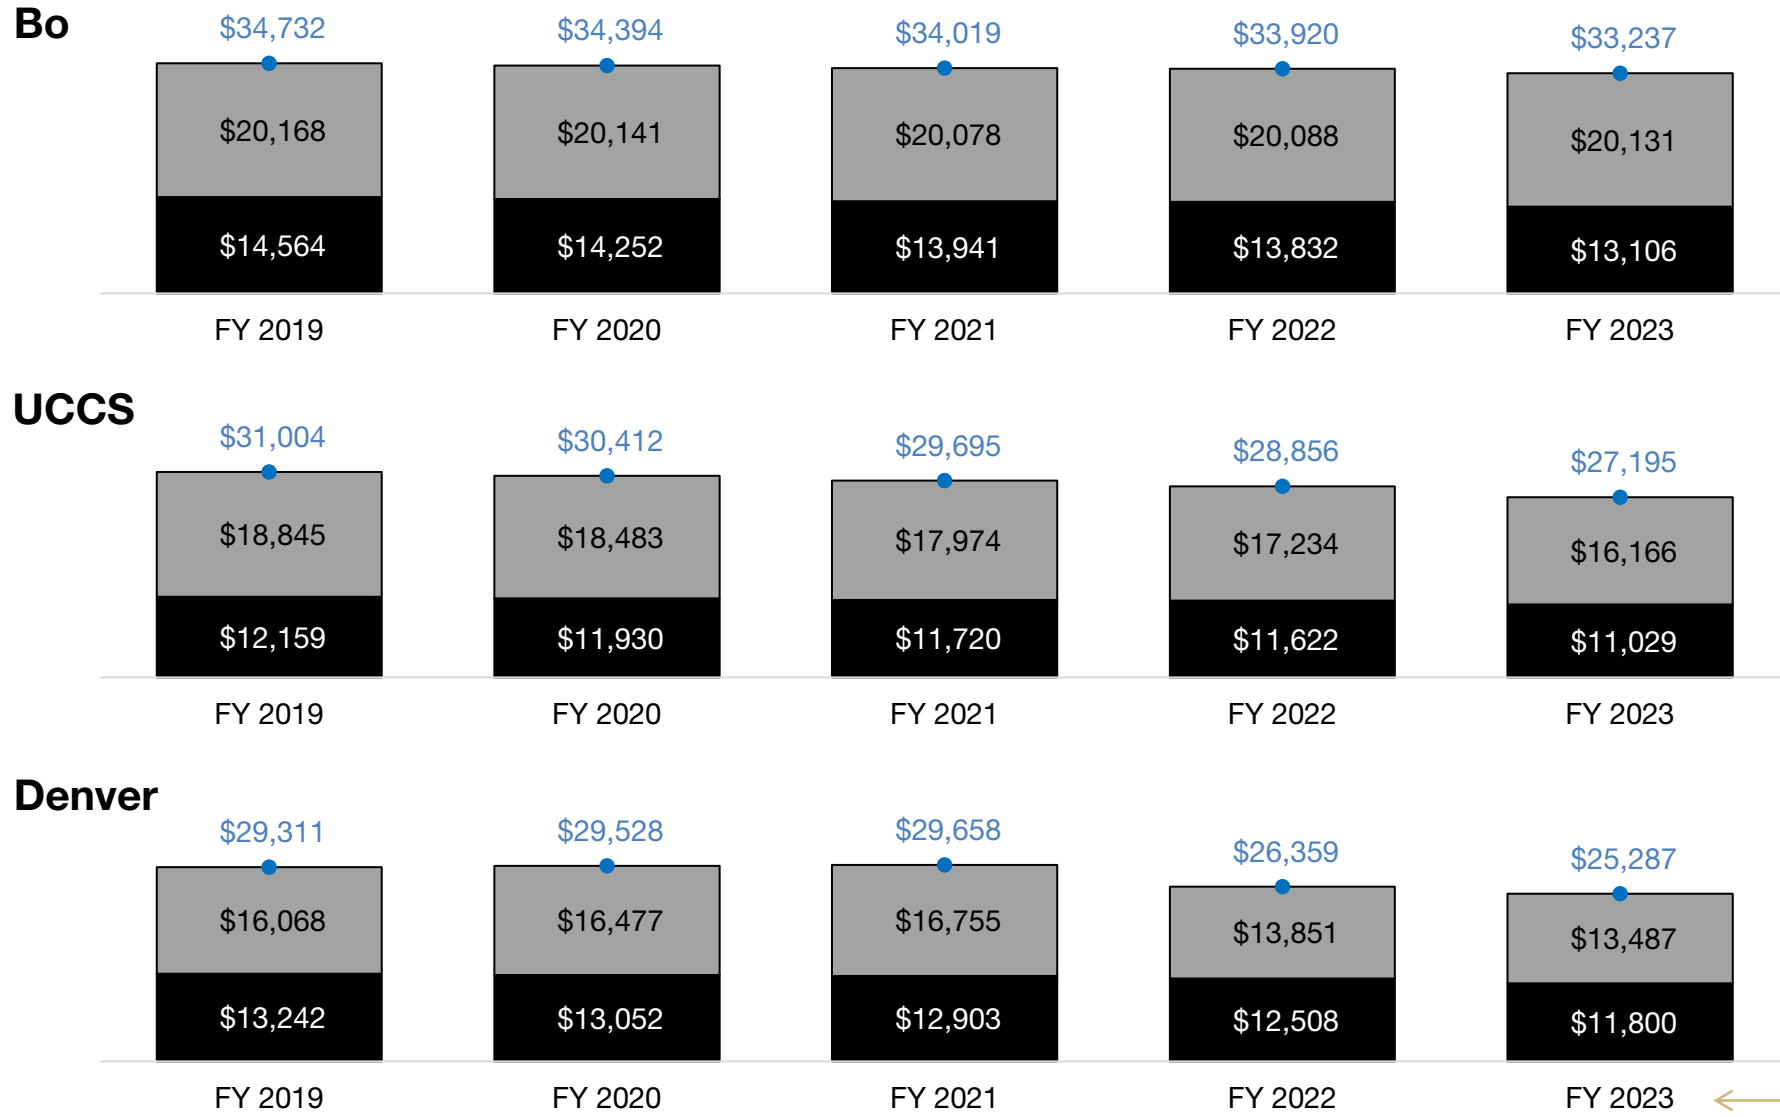 Bo
$34,732 $34,394 $34,019 $33,920 $33,237
$20,168 $20,141 $20,078 $20,088 $20,131
$14,564 $14,252 $13,941 $13,832 $13,106
FY 2019 FY 2020 FY 2021 FY 2022 FY 2023
UCCS
$31,004 $30,412 $29,695 $28,856 $27,195
$18,845 $18,483 $17,974 $17,234 $16,166
$12,159 $11,930 $11,720 $11,622 $11,029
FY 2019 FY 2020 FY 2021 FY 2022 FY 2023
Denver
$29,311 $29,528 $29,658 $26,359 $25,287
$16,068 $16,477 $16,755 $13,851 $13,487
$13,242 $13,052 $12,903 $12,508 $11,800
FY 2019 FY 2020 FY 2021 FY 2022 FY 2023